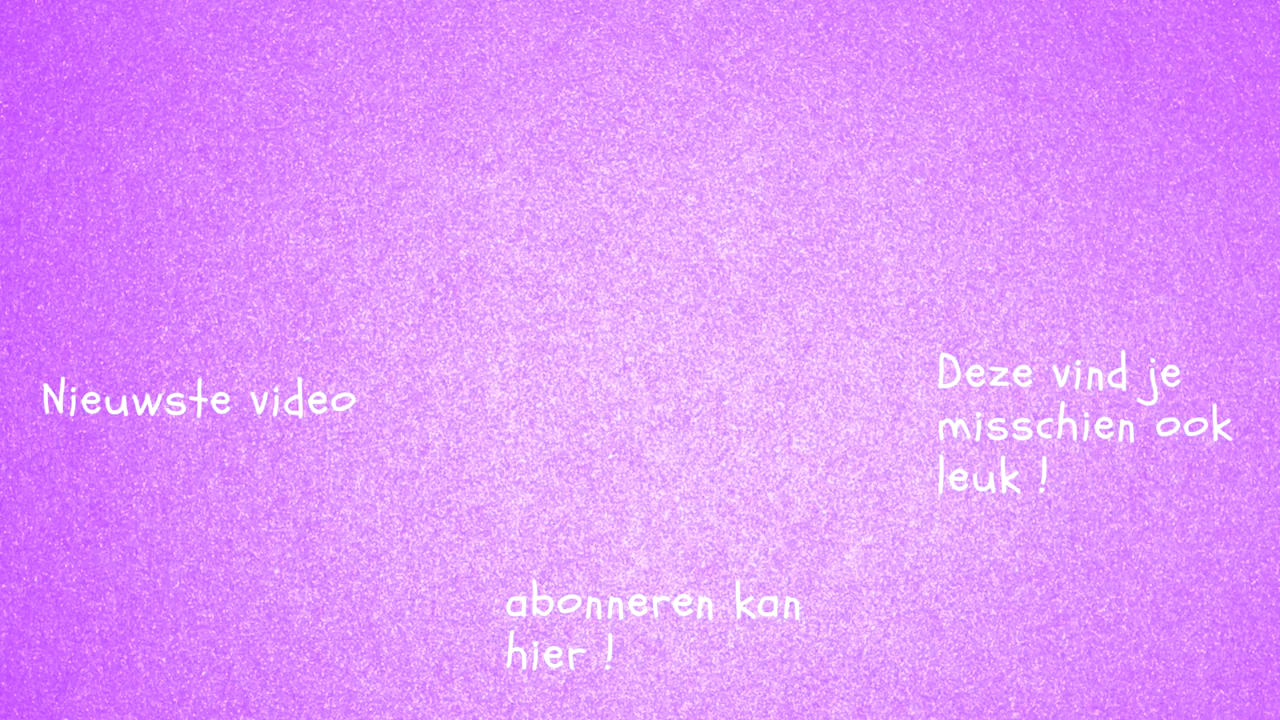 Nieuwste video
Deze vind je
misschien ook
leuk !
abonneren kan
hier !